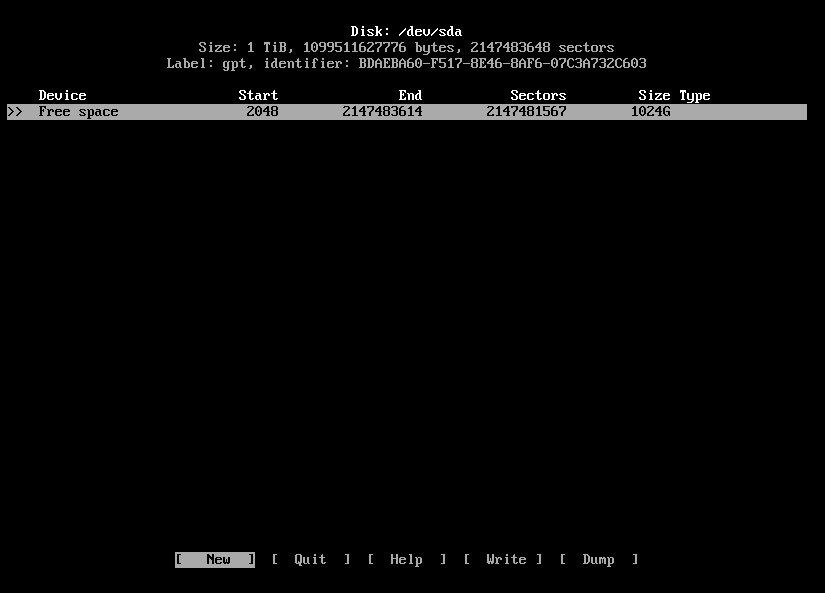 Disk: /dev/sda
Size: 1 TiB, 1099511627776 bytes, 2147483648 sectors
Label: gpt, identifier: BDAEBA60-F517-8E46-8AF6-07C3A732C603
Device Start End Sectors Size Type
>> Free space 2048 2147483614 2147481567 1024G
[ New ] [ Quit ] [ Help ] [ Write ] [ Dump ]